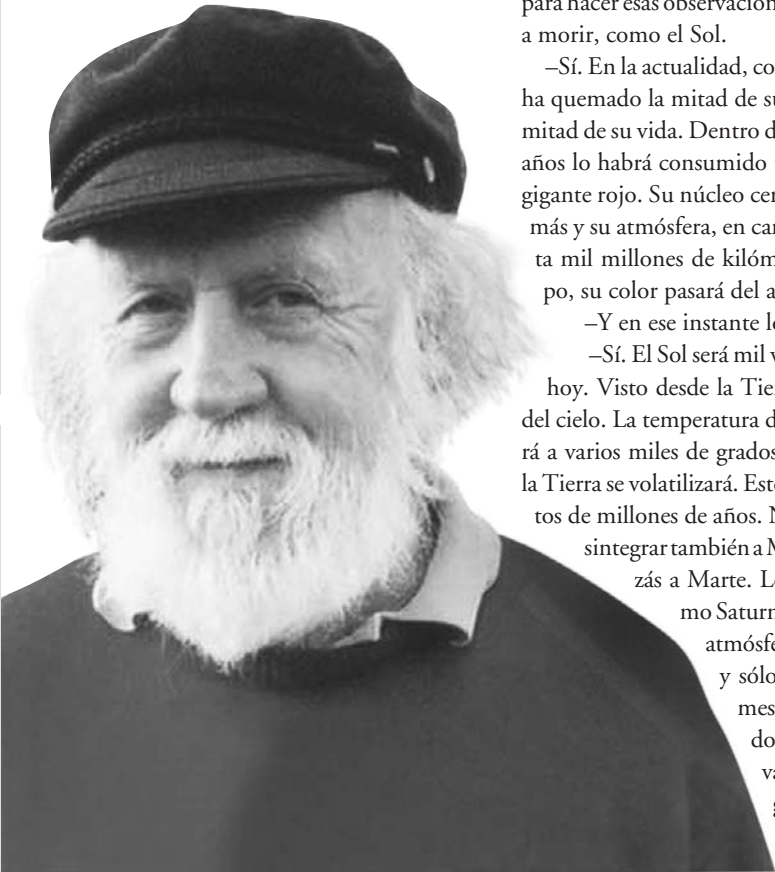 para hacer esas observacion
a morir, como el Sol.
–Sí. En la actualidad, co
ha quemado la mitad de su
mitad de su vida. Dentro d
años lo habrá consumido
gigante rojo. Su núcleo cen
más y su atmósfera, en ca
ta mil millones de kilóm
po, su color pasará del a
–Y en ese instante l
–Sí. El Sol será mil v
hoy. Visto desde la Tie
del cielo. La temperatura d
rá a varios miles de grados
la Tierra se volatilizará. Est
tos de millones de años. N
sintegrar también a M
zás a Marte. L
mo Saturn
atmósfe
y sólo
mes
do
va